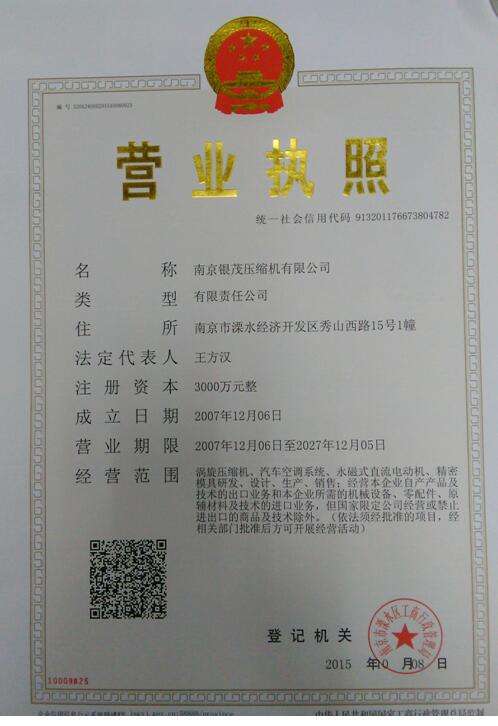 营业执照
统一社会信用代码 913201176673804782
名 称 南京银茂压缩机有限公司
类 型 有限责任公司
住 所 南京市溧水经济开发区秀山西路15号1幢
法定代表人 王方汉
注册资本 3000万元整
成立日期 2007年12月06日
营业期限 2007年12月06日至2027年12月05日
经营范围 涡旋压缩机、汽车空调系统、永磁式直流电动机、精密
模具研发、设计、生产、销售；经营本企业自产产品及
技术的出口业务和本企业所需的机械设备、零配件、原
辅材料及技术的进口业务，但国家限定公司经营或禁止
进出口的商品及技术除外。（依法须经批准的项目，经
相关部门批准后方可开展经营活动）
南京市溧水区工商行政管理局
登记机关
2015 年 月08日
10009825